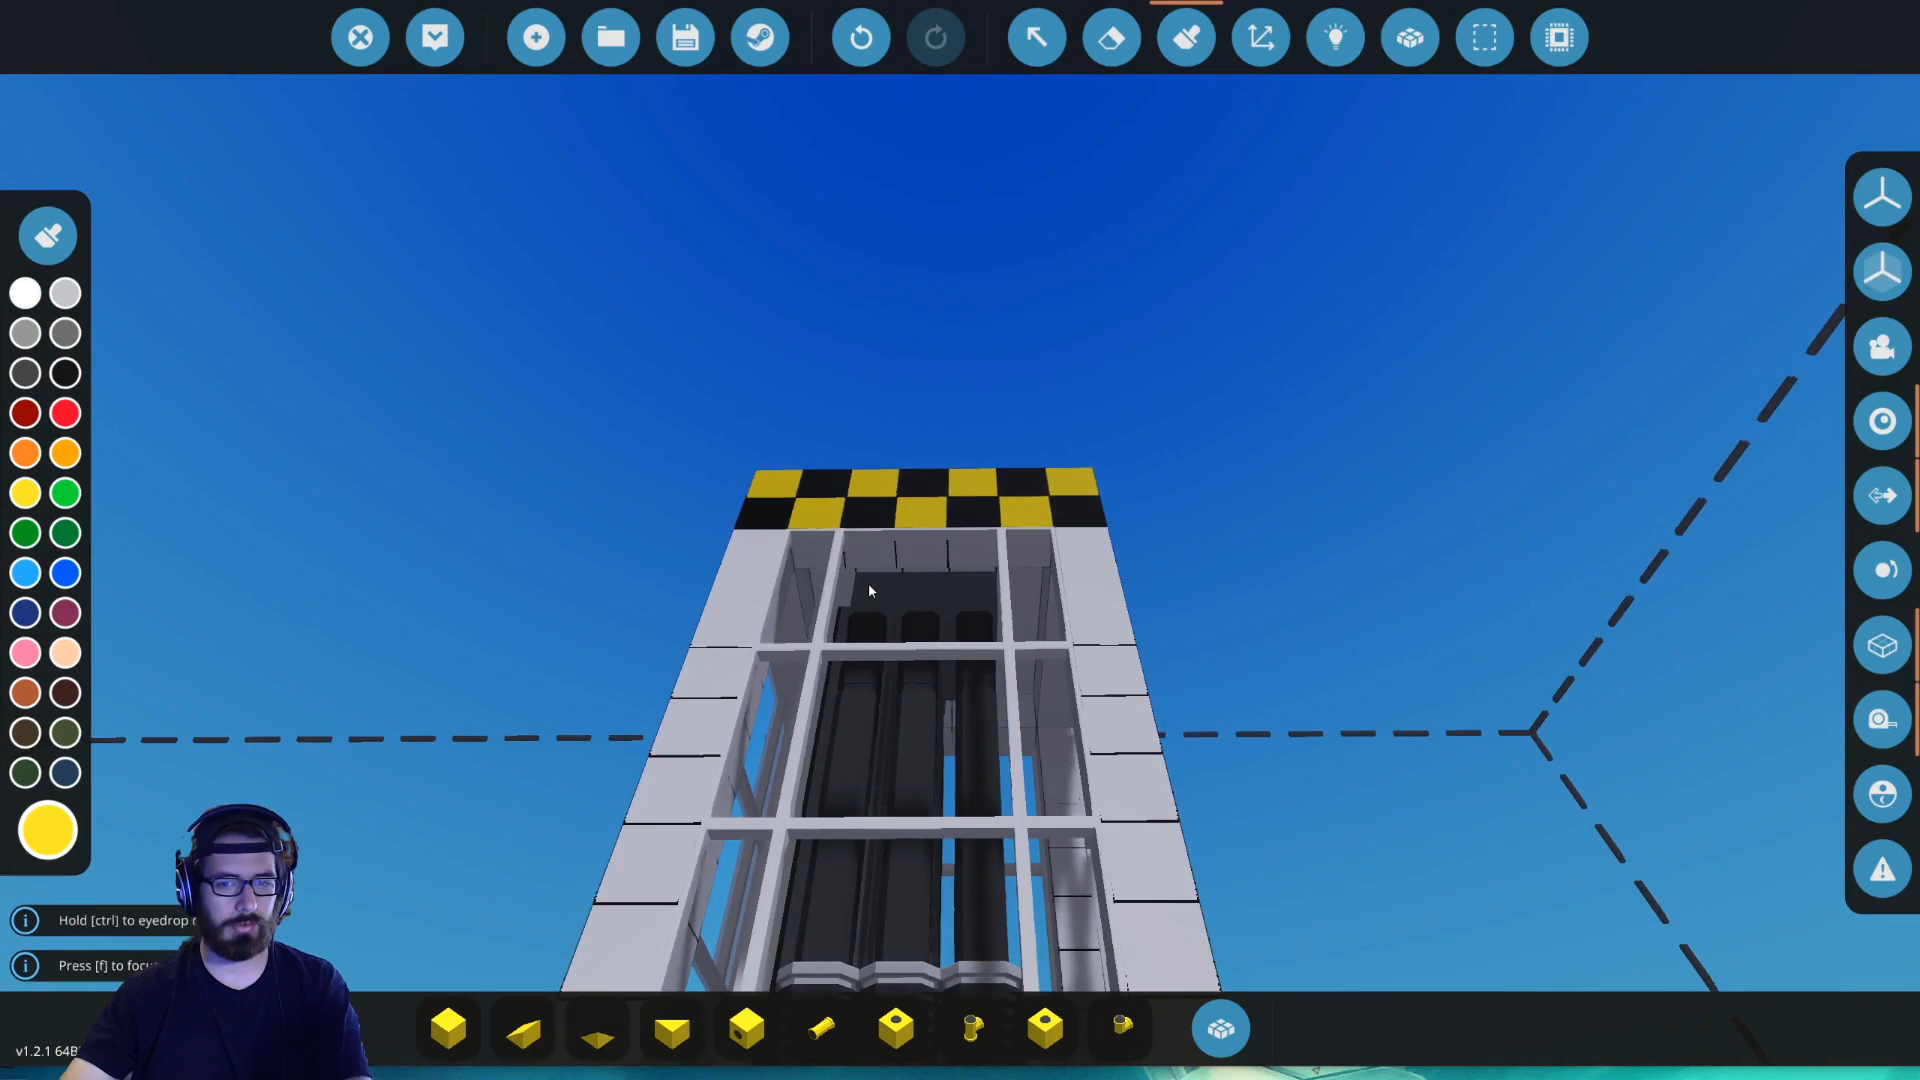 Hold [ctrl] to eyedrop
Press [f] to focu
v1.2.1 64B